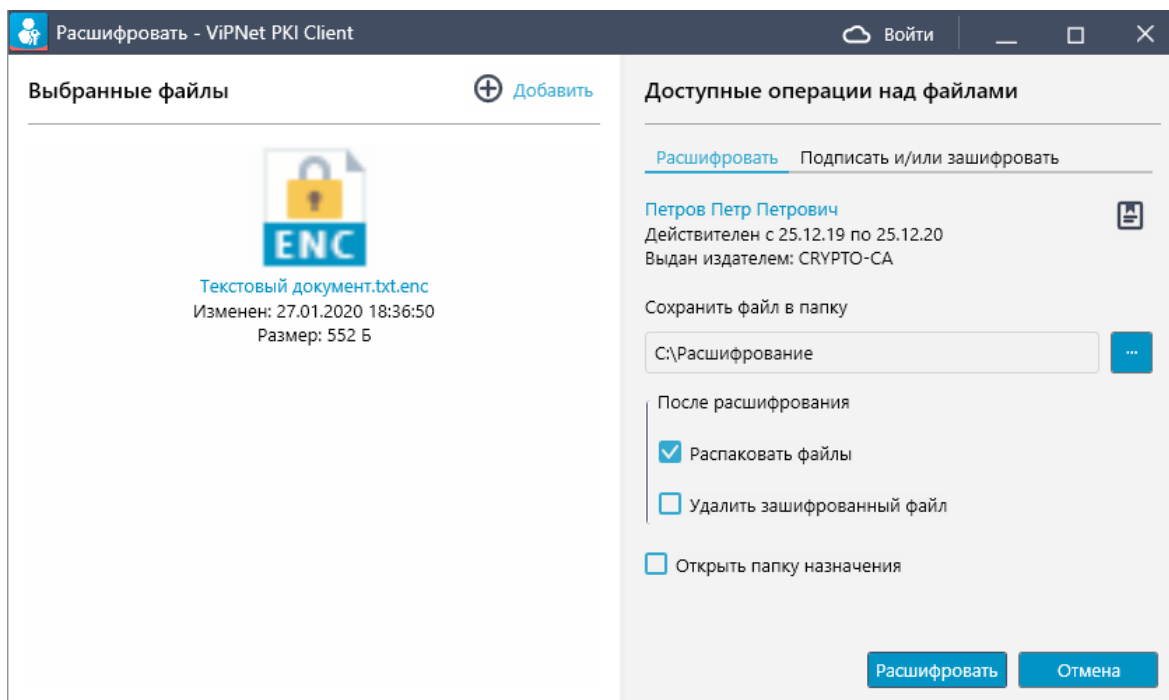 Расшифровать - ViPNet PKI Client
Войти
Выбранные файлы
Добавить
ENC
Текстовый документ.txt.enc
Изменен: 27.01.2020 18:36:50
Размер: 552 Б
Доступные операции над файлами
Расшифровать Подписать и/или зашифровать
Петров Петр Петрович
Действителен с 25.12.19 по 25.12.20
Выдан издателем: CRYPTO-CA
Сохранить файл в папку
C:\Расшифрование
...
После расшифрования
Распаковать файлы
Удалить зашифрованный файл
Открыть папку назначения
Расшифровать Отмена